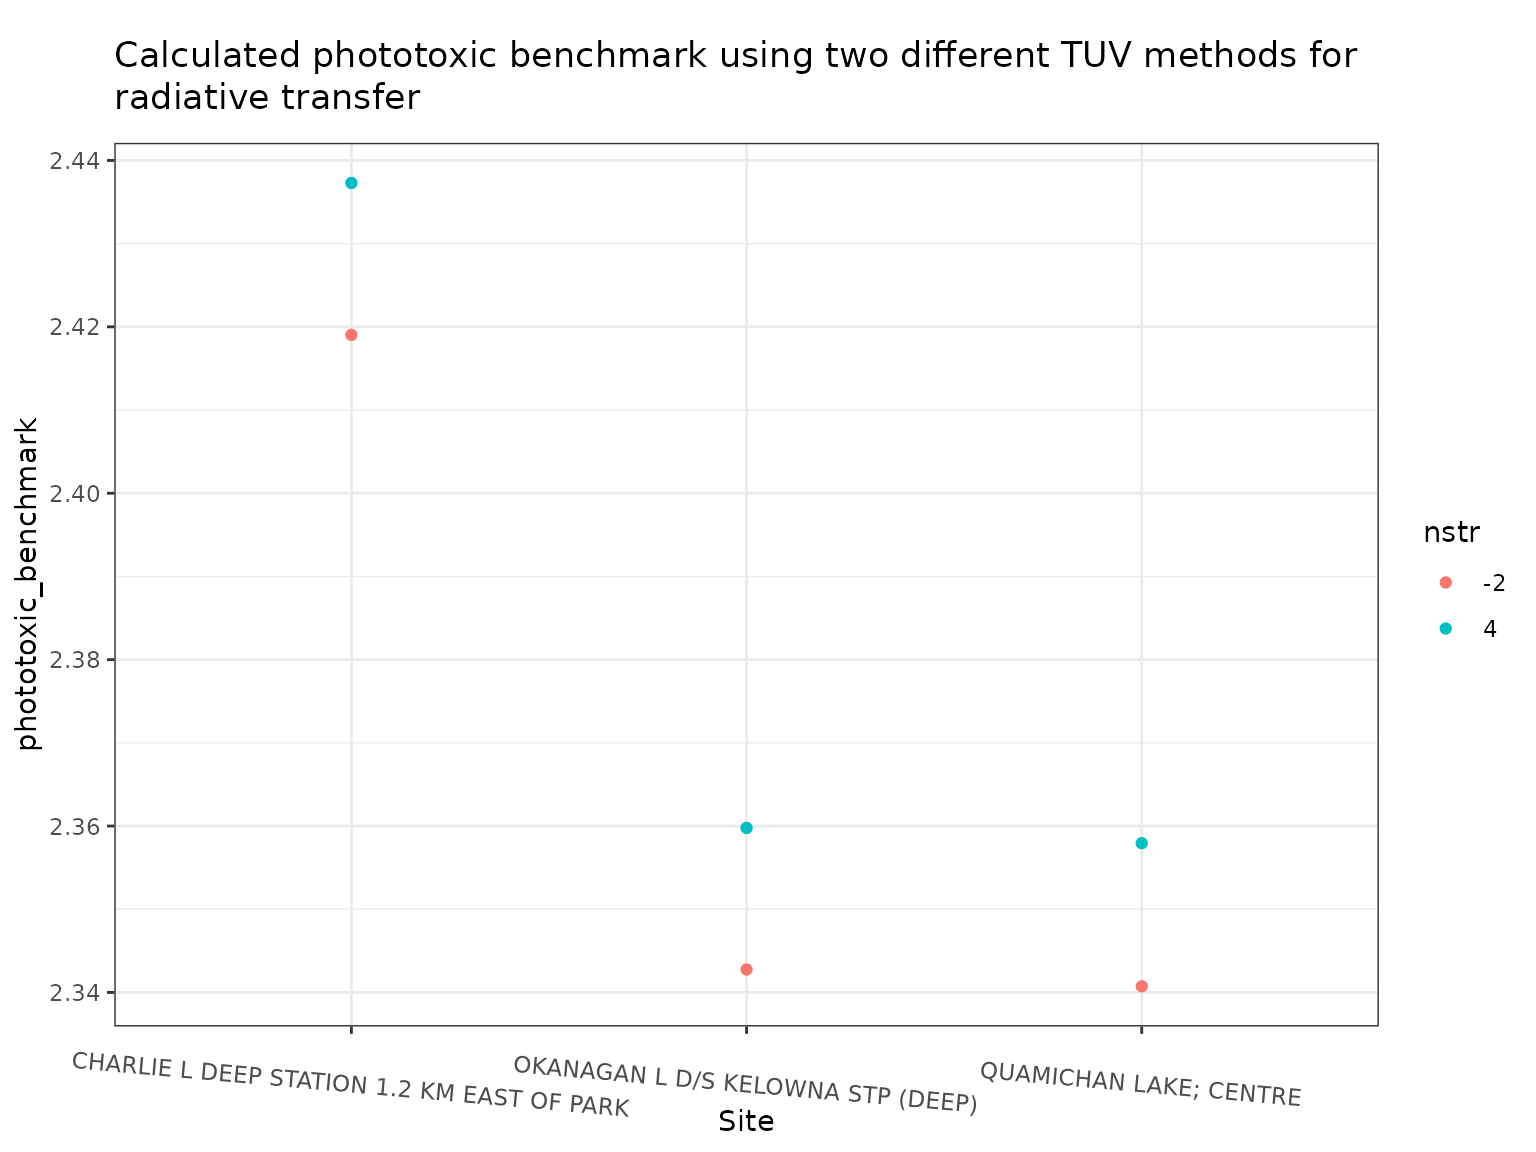 Calculated phototoxic benchmark using two different TUV methods for
radiative transfer
phototoxic_benchmark
2.44
2.42
2.40
2.38
2.36
2.34
CHARLIE L DEEP STATION 1.2 KM EAST OF PARK
OKANAGAN L D/S KELOWNA STP (DEEP)
QUAMICHAN LAKE; CENTRE
Site
nstr
-2
4